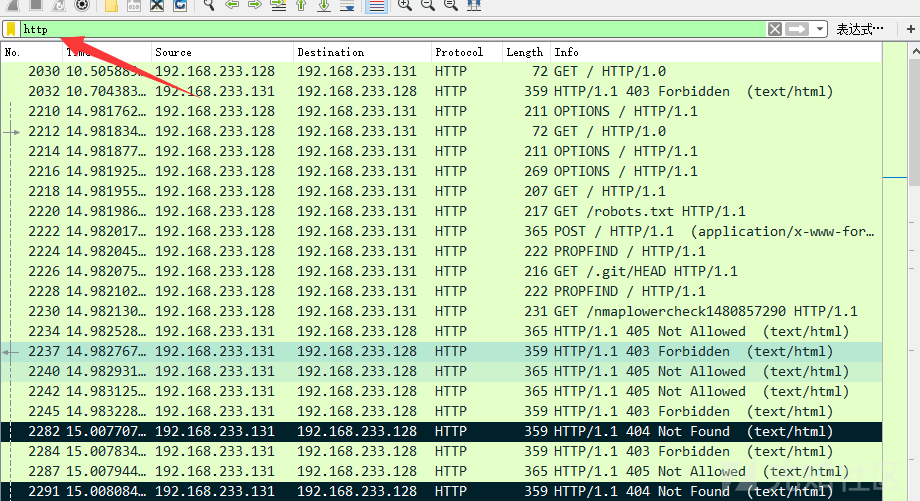 http 表达式…
No. Source Destination Protocol Length Info
2030 10.505889… 192.168.233.128 192.168.233.131 HTTP 72 GET / HTTP/1.0
2032 10.704383… 192.168.233.131 192.168.233.128 HTTP 359 HTTP/1.1 403 Forbidden (text/html)
2210 14.981762… 192.168.233.128 192.168.233.131 HTTP 211 OPTIONS / HTTP/1.1
2212 14.981834… 192.168.233.128 192.168.233.131 HTTP 72 GET / HTTP/1.0
2214 14.981877… 192.168.233.128 192.168.233.131 HTTP 211 OPTIONS / HTTP/1.1
2216 14.981925… 192.168.233.128 192.168.233.131 HTTP 269 OPTIONS / HTTP/1.1
2218 14.981955… 192.168.233.128 192.168.233.131 HTTP 207 GET / HTTP/1.1
2220 14.981986… 192.168.233.128 192.168.233.131 HTTP 217 GET /robots.txt HTTP/1.1
2222 14.982017… 192.168.233.128 192.168.233.131 HTTP 365 POST / HTTP/1.1 (application/x-www-for…
2224 14.982045… 192.168.233.128 192.168.233.131 HTTP 222 PROPFIND / HTTP/1.1
2226 14.982075… 192.168.233.128 192.168.233.131 HTTP 216 GET /.git/HEAD HTTP/1.1
2228 14.982102… 192.168.233.128 192.168.233.131 HTTP 222 PROPFIND / HTTP/1.1
2230 14.982130… 192.168.233.128 192.168.233.131 HTTP 231 GET /nmaplowercheck1480857290 HTTP/1.1
2234 14.982528… 192.168.233.131 192.168.233.128 HTTP 365 HTTP/1.1 405 Not Allowed (text/html)
2237 14.982767… 192.168.233.131 192.168.233.128 HTTP 359 HTTP/1.1 403 Forbidden (text/html)
2240 14.982931… 192.168.233.131 192.168.233.128 HTTP 365 HTTP/1.1 405 Not Allowed (text/html)
2242 14.983125… 192.168.233.131 192.168.233.128 HTTP 365 HTTP/1.1 405 Not Allowed (text/html)
2245 14.983228… 192.168.233.131 192.168.233.128 HTTP 359 HTTP/1.1 403 Forbidden (text/html)
2282 15.007707… 192.168.233.131 192.168.233.128 HTTP 359 HTTP/1.1 404 Not Found (text/html)
2284 15.007834… 192.168.233.131 192.168.233.128 HTTP 359 HTTP/1.1 403 Forbidden (text/html)
2287 15.007944… 192.168.233.131 192.168.233.128 HTTP 365 HTTP/1.1 405 Not Allowed (text/html)
2291 15.008084… 192.168.233.131 192.168.233.128 HTTP 359 HTTP/1.1 404 Not Found (text/html)